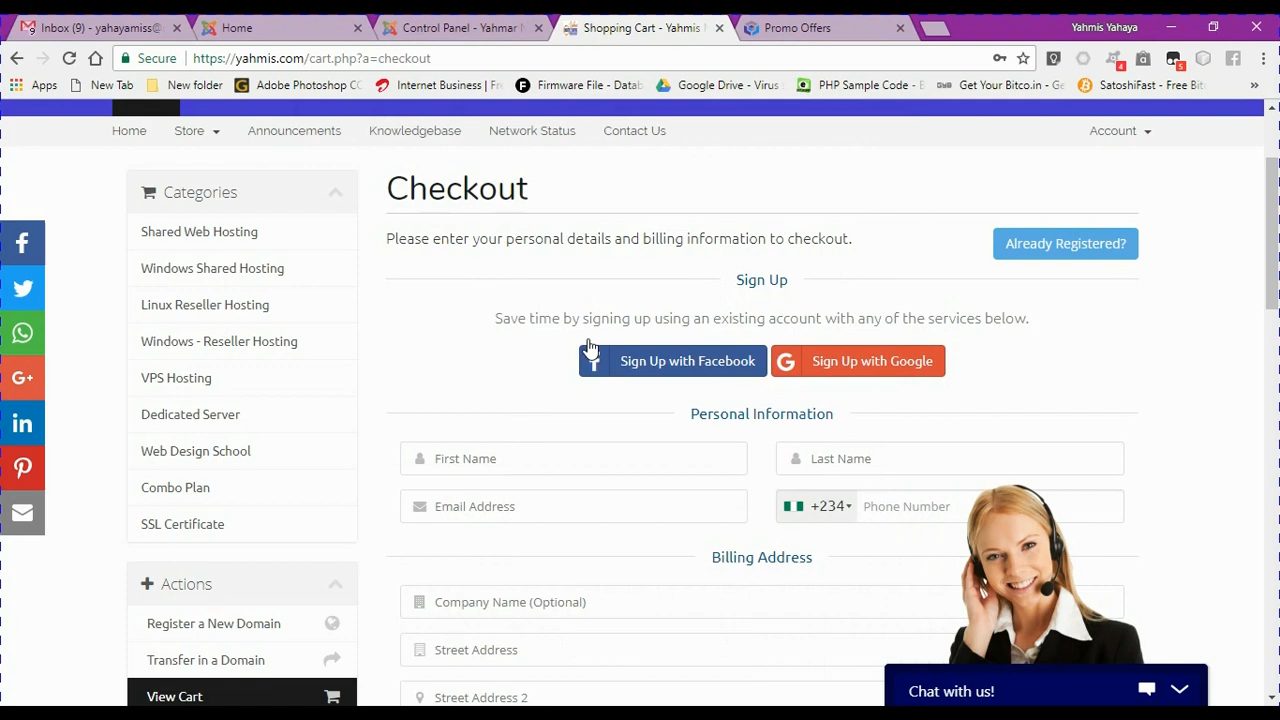 Inbox (9) - yahayamiss@
Home
Control Panel - Yahmar
Shopping Cart - Yahmis
Promo Offers
Yahmis Yahaya
Secure
https://yahmis.com/cart.php?a=checkout
4
a
5
Apps
New Tab
New folder
Adobe Photoshop CC
Internet Business | Fr
Firmware File - Datab
Google Drive - Virus
PHP Sample Code - B
Get Your Bitco.in - Ge
SatoshiFast - Free Bit
»
Home
Store
Announcements
Knowledgebase
Network Status
Contact Us
Account
Categories
Shared Web Hosting
Windows Shared Hosting
Linux Reseller Hosting
Windows - Reseller Hosting
VPS Hosting
Dedicated Server
Web Design School
Combo Plan
SSL Certificate
Actions
Register a New Domain
Transfer in a Domain
View Cart
Checkout
Please enter your personal details and billing information to checkout.
Already Registered?
Sign Up
Save time by signing up using an existing account with any of the services below.
Sign Up with Facebook
G Sign Up with Google
Personal Information
First Name
Last Name
Email Address
+234
Phone Number
Billing Address
Company Name (Optional)
Street Address
Street Address 2
Chat with us!